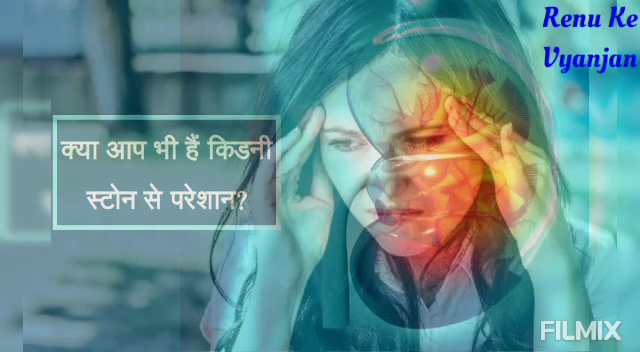 Renu Ke
Vyanjan
क्या आप भी हैं किडनी
स्टोन से परेशान?
FILMIX